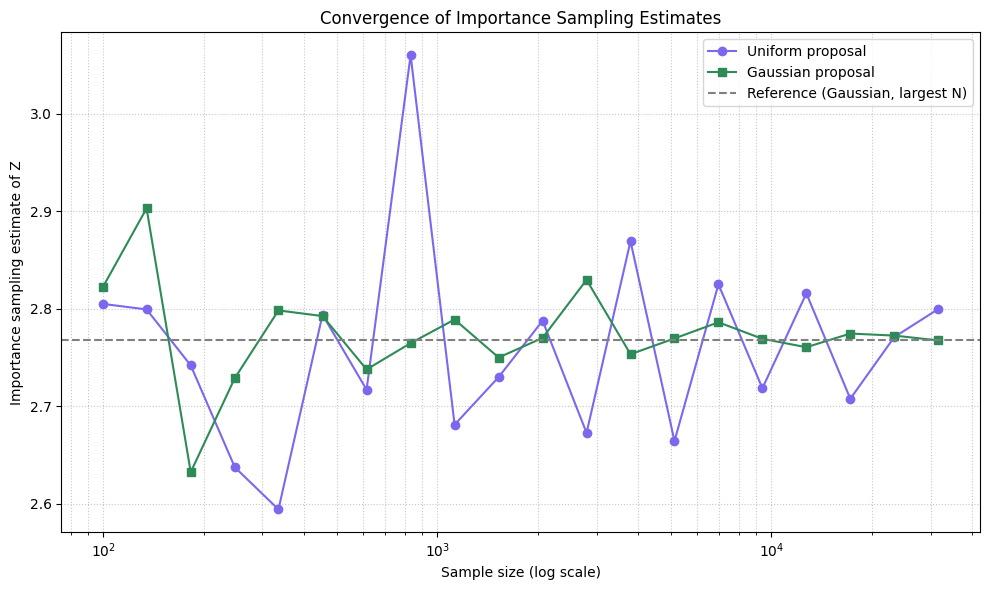 Convergence of Importance Sampling Estimates
Uniform proposal
Gaussian proposal
Reference (Gaussian, largest N)
Importance sampling estimate of Z
3.0
2.9
2.8
2.7
2.6
10²
10³
10⁴
Sample size (log scale)